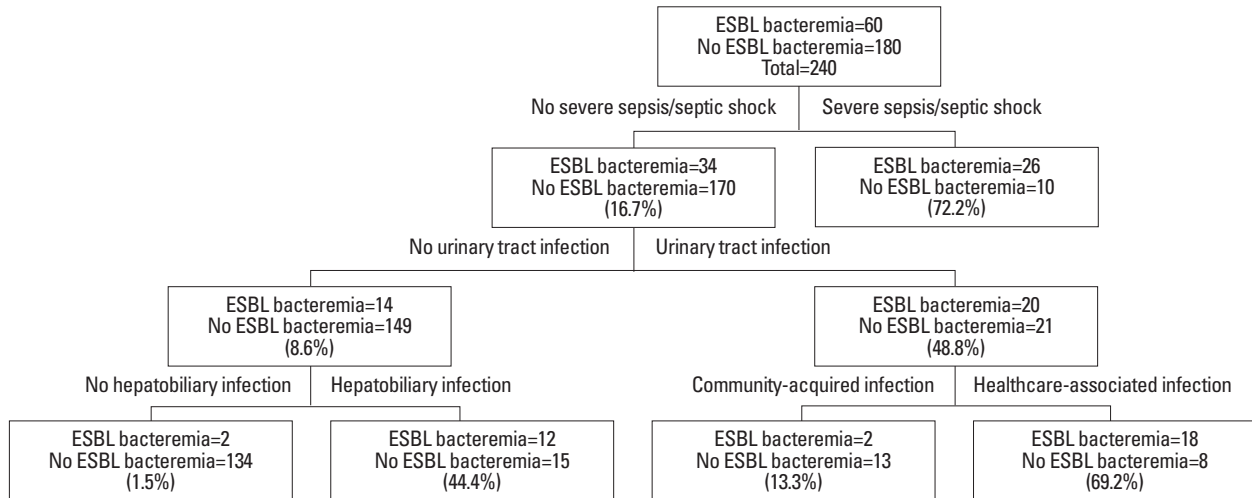 ESBL bacteremia=60
No ESBL bacteremia=180
Total=240
No severe sepsis/septic shock
Severe sepsis/septic shock
ESBL bacteremia=34
No ESBL bacteremia=170
(16.7%)
ESBL bacteremia=26
No ESBL bacteremia=10
(72.2%)
No urinary tract infection
Urinary tract infection
ESBL bacteremia=14
No ESBL bacteremia=149
(8.6%)
ESBL bacteremia=20
No ESBL bacteremia=21
(48.8%)
No hepatobiliary infection
Hepatobiliary infection
Community-acquired infection
Healthcare-associated infection
ESBL bacteremia=2
No ESBL bacteremia=134
(1.5%)
ESBL bacteremia=12
No ESBL bacteremia=15
(44.4%)
ESBL bacteremia=2
No ESBL bacteremia=13
(13.3%)
ESBL bacteremia=18
No ESBL bacteremia=8
(69.2%)